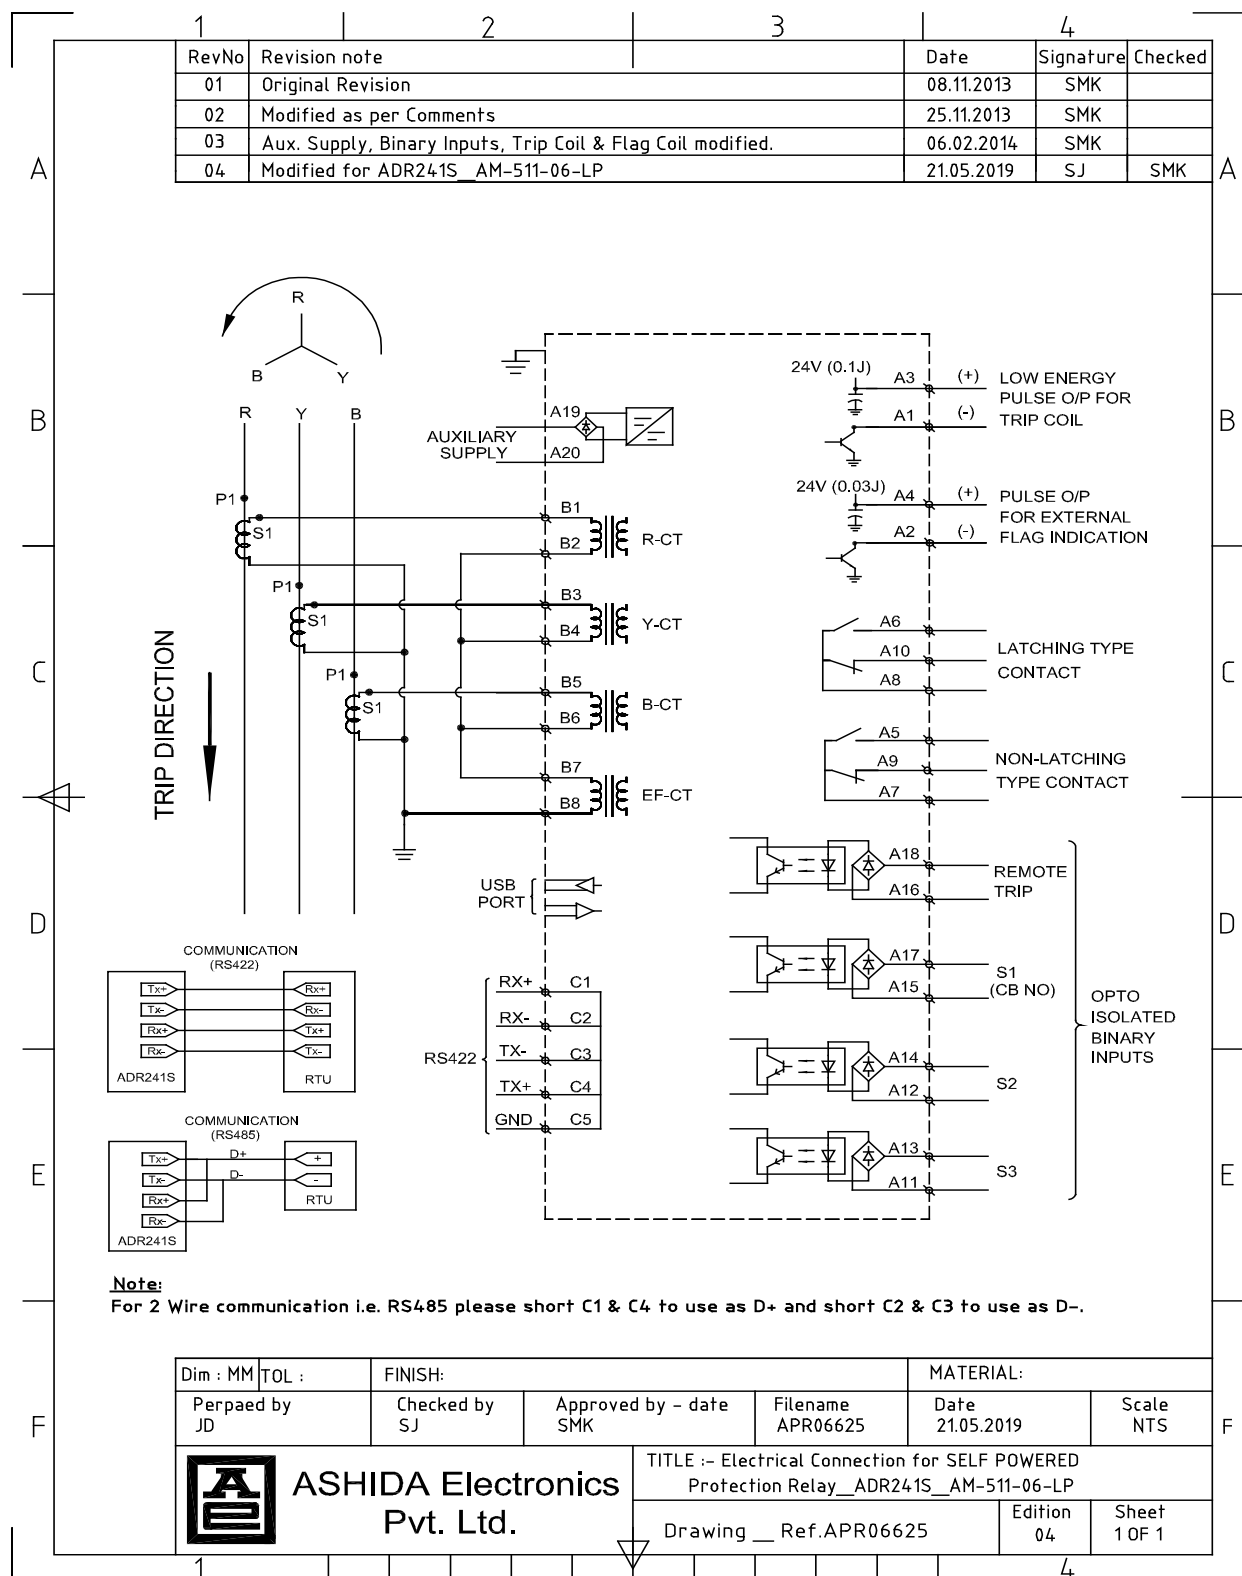 1 2 3 4
RevNo Revision note Date Signature Checked
01 Original Revision 08.11.2013 SMK
02 Modified as per Comments 25.11.2013 SMK
03 Aux. Supply, Binary Inputs, Trip Coil & Flag Coil modified. 06.02.2014 SMK
04 Modified for ADR241S__AM-511-06-LP 21.05.2019 SJ SMK
A A
B B
C C
D D
E E
F F
R
B Y
R Y B
P1
S1
P1
S1
P1
S1
TRIP DIRECTION
AUXILIARY
SUPPLY
A19
A20
B1
B2
R-CT
B3
B4
Y-CT
B5
B6
B-CT
B7
B8
EF-CT
USB
PORT
RS422
RX+ C1
RX- C2
TX- C3
TX+ C4
GND C5
24V (0.1J)
A3 (+)
A1 (-)
LOW ENERGY
PULSE O/P FOR
TRIP COIL
24V (0.03J)
A4 (+)
A2 (-)
PULSE O/P
FOR EXTERNAL
FLAG INDICATION
A6
A10
A8
LATCHING TYPE
CONTACT
A5
A9
A7
NON-LATCHING
TYPE CONTACT
A18
A16
REMOTE
TRIP
A17
A15
S1
(CB NO)
A14
A12
S2
A13
A11
S3
OPTO
ISOLATED
BINARY
INPUTS
COMMUNICATION
(RS422)
Tx+ Rx+
Tx- Rx-
Rx+ Tx+
Rx- Tx-
ADR241S RTU
COMMUNICATION
(RS485)
Tx+ D+ +
Tx- D- -
Rx+ RTU
Rx-
ADR241S
Note:
For 2 Wire communication i.e. RS485 please short C1 & C4 to use as D+ and short C2 & C3 to use as D-.
Dim : MM TOL : FINISH: MATERIAL:
Perpaed by Checked by Approved by - date Filename Date Scale
JD SJ SMK APR06625 21.05.2019 NTS
ASHIDA Electronics
Pvt. Ltd.
TITLE :- Electrical Connection for SELF POWERED
Protection Relay__ADR241S__AM-511-06-LP
Drawing __ Ref.APR06625
Edition
04
Sheet
1 OF 1
1 4